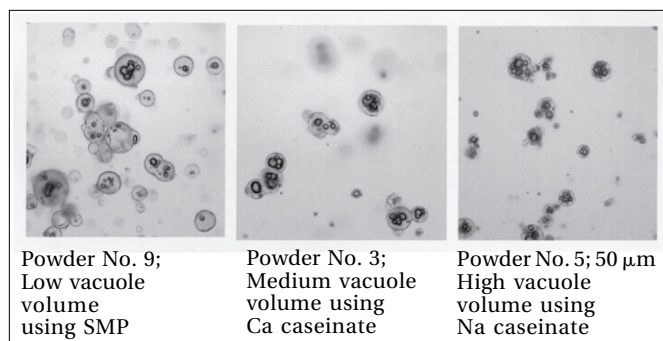 Powder No. 9;
Low vacuole
volume
using SMP
Powder No. 3;
Medium vacuole
volume using
Ca caseinate
Powder No. 5; 50 μm
High vacuole
volume using
Na caseinate